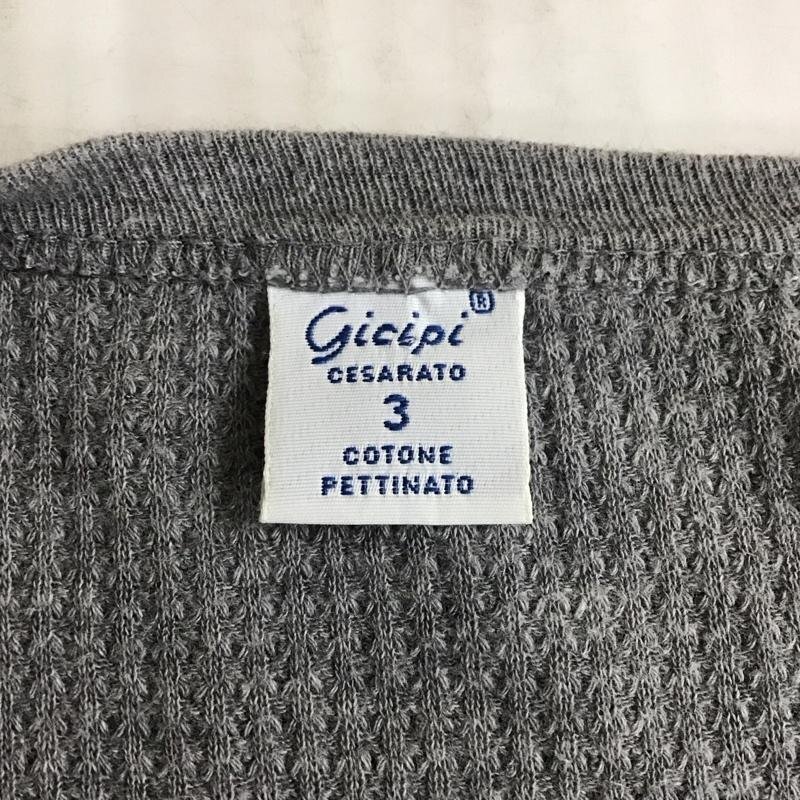 Gicipi®
CESARATO
3
COTONE
PETTINATO